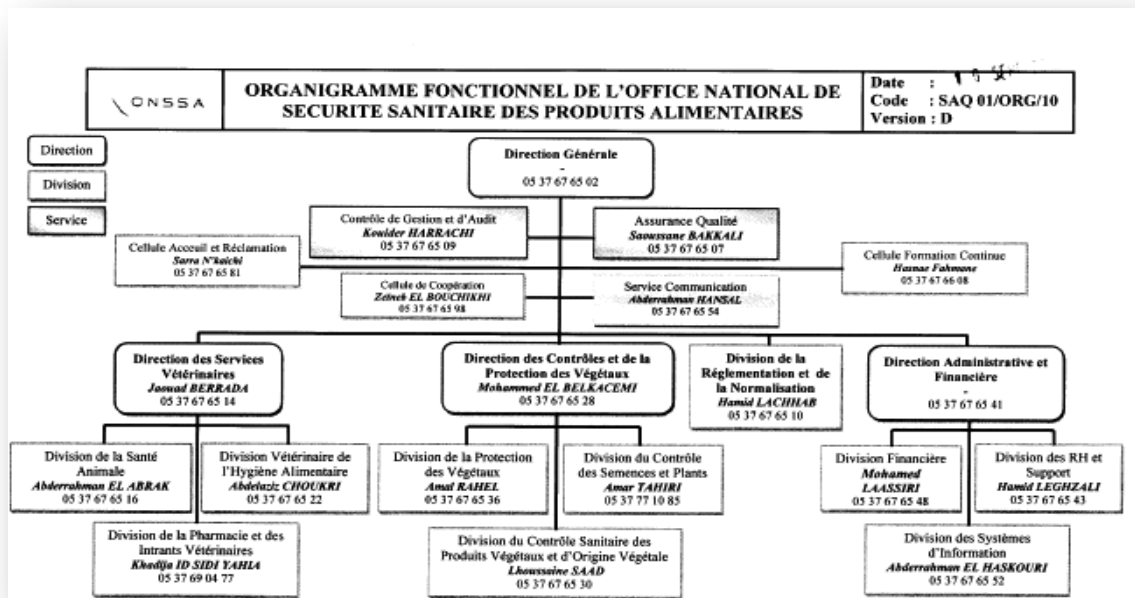 ONSSA
ORGANIGRAMME FONCTIONNEL DE L'OFFICE NATIONAL DE
SECURITE SANITAIRE DES PRODUITS ALIMENTAIRES
Date :
Code : SAQ 01/ORG/10
Version : D
Direction
Division
Service
Direction Générale
-
05 37 67 65 02
Contrôle de Gestion et d'Audit
Kouider HARRACHI
05 37 67 65 09
Assurance Qualité
Saoussane BAKKALI
05 37 67 65 07
Cellule Acceuil et Réclamation
Sarra N'kaichi
05 37 67 65 81
Cellule Formation Continue
Hasnae Fahmane
05 37 67 66 08
Cellule de Coopération
Zeineb EL BOUCHIKHI
05 37 67 65 98
Service Communication
Abderrahman HANSAL
05 37 67 65 54
Direction des Services
Vétérinaires
Jaouad BERRADA
05 37 67 65 14
Direction des Contrôles et de la
Protection des Végétaux
Mohammed EL BELKACEMI
05 37 67 65 28
Division de la
Réglementation et de
la Normalisation
Hamid LACHHAB
05 37 67 65 10
Direction Administrative et
Financière
-
05 37 67 65 41
Division de la Santé
Animale
Abderrahman EL ABRAK
05 37 67 65 16
Division Vétérinaire de
l'Hygiène Alimentaire
Abdelaziz CHOUKRI
05 37 67 65 22
Division de la Protection
des Végétaux
Amal RAHEL
05 37 67 65 36
Division du Contrôle
des Semences et Plants
Amar TAHIRI
05 37 77 10 85
Division Financière
Mohamed
LAASSIRI
05 37 67 65 48
Division des RH et
Support
Hamid LEGHZALI
05 37 67 65 43
Division de la Pharmacie et des
Intrants Vétérinaires
Khadija ID SIDI YAHIA
05 37 69 04 77
Division du Contrôle Sanitaire des
Produits Végétaux et d'Origine Végétale
Lhoussaine SAAD
05 37 67 65 30
Division des Systèmes
d'Information
Abderrahman EL HASKOURI
05 37 67 65 52